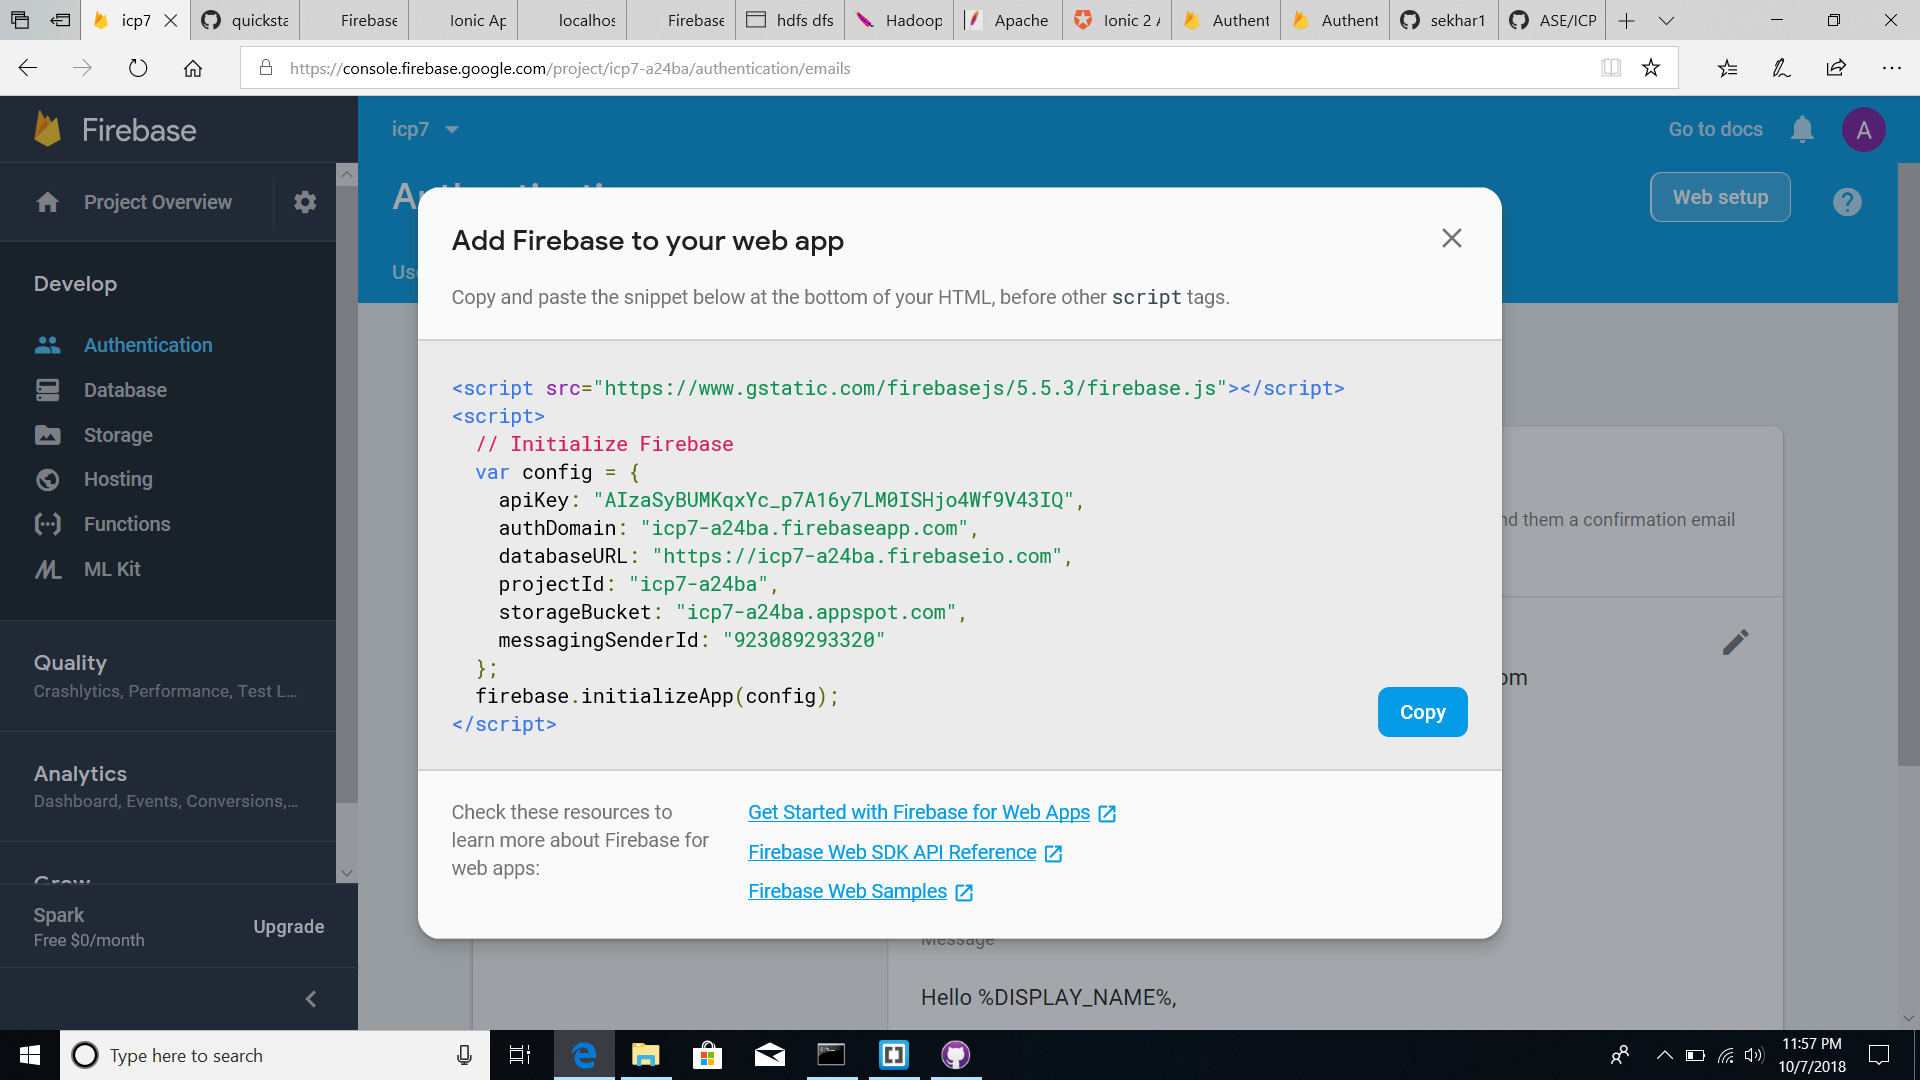 icp7
quicksta
Firebase
Ionic Ap
localhos
Firebase
hdfs dfs
Hadoop
Apache
Ionic 2 A
Authent
Authent
sekhar1
ASE/ICP
https://console.firebase.google.com/project/icp7-a24ba/authentication/emails
Firebase
icp7
Go to docs
A
Project Overview
Web setup
?
Develop
Authentication
Database
Storage
Hosting
Functions
ML Kit
Quality
Crashlytics, Performance, Test L...
Analytics
Dashboard, Events, Conversions,...
Grow
Spark
Free $0/month
Upgrade
Add Firebase to your web app
Copy and paste the snippet below at the bottom of your HTML, before other script tags.
<script src="https://www.gstatic.com/firebasejs/5.5.3/firebase.js"></script>
<script>
// Initialize Firebase
var config = {
apiKey: "AIzaSyBUMKqxYc_p7A16y7LM0ISHjo4Wf9V43IQ",
authDomain: "icp7-a24ba.firebaseapp.com",
databaseURL: "https://icp7-a24ba.firebaseio.com",
projectId: "icp7-a24ba",
storageBucket: "icp7-a24ba.appspot.com",
messagingSenderId: "923089293320"
};
firebase.initializeApp(config);
</script>
Copy
Check these resources to
learn more about Firebase for
web apps:
Get Started with Firebase for Web Apps
Firebase Web SDK API Reference
Firebase Web Samples
them a confirmation email
Message
Hello %DISPLAY_NAME%,
Type here to search
11:57 PM
10/7/2018